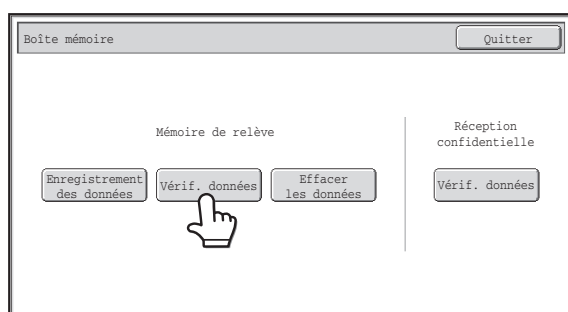 Boîte mémoire
Quitter
Mémoire de relève
Réception
confidentielle
Enregistrement
des données
Vérif. données
Effacer
les données
Vérif. données